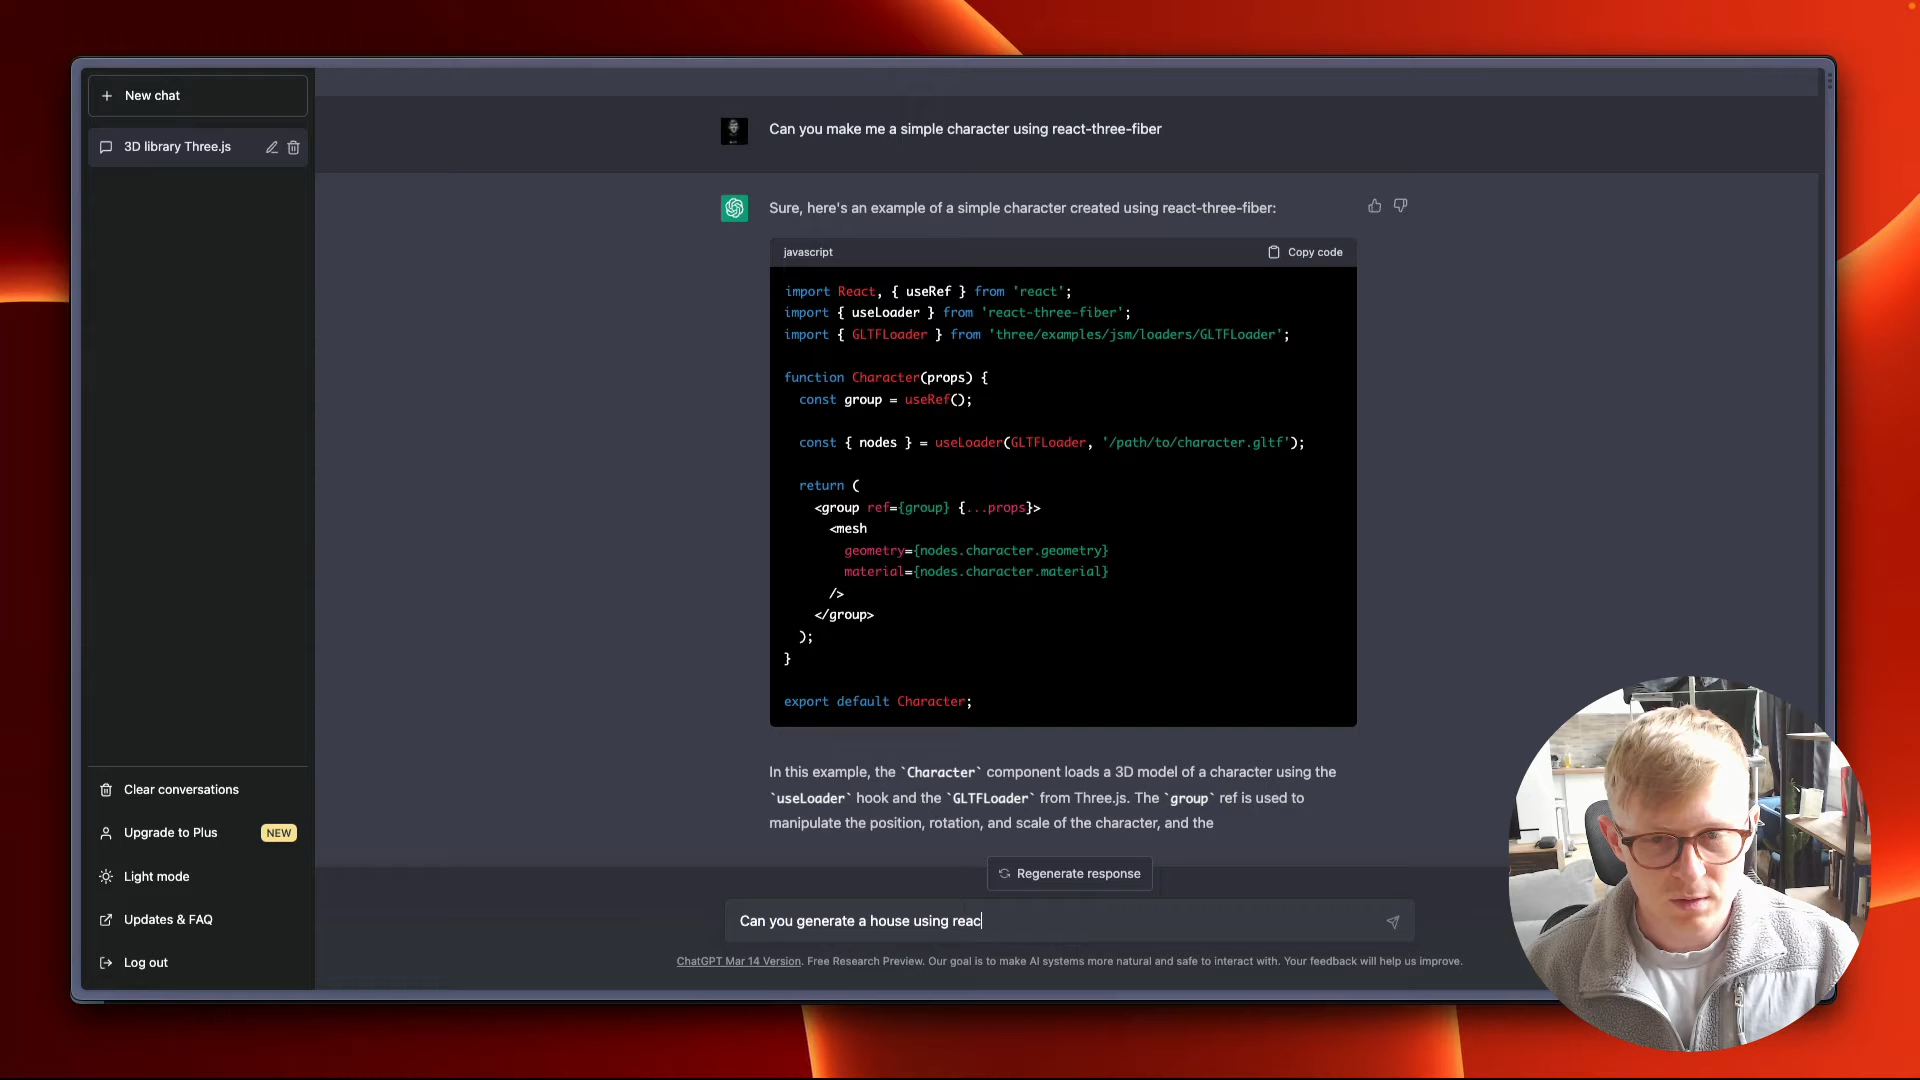 New chat
3D library Three.js
Can you make me a simple character using react-three-fiber
Sure, here's an example of a simple character created using react-three-fiber:
javascript
Copy code
import React, { useRef } from 'react';
import { useLoader } from 'react-three-fiber';
import { GLTFLoader } from 'three/examples/jsm/loaders/GLTFLoader';
function Character(props) {
const group = useRef();
const { nodes } = useLoader(GLTFLoader, '/path/to/character.gltf');
return (
<group ref={group} {...props}>
<mesh
geometry={nodes.character.geometry}
material={nodes.character.material}
/>
</group>
);
}
export default Character;
In this example, the `Character` component loads a 3D model of a character using the
`useLoader` hook and the `GLTFLoader` from Three.js. The `group` ref is used to
manipulate the position, rotation, and scale of the character, and the
Regenerate response
Can you generate a house using reac
ChatGPT Mar 14 Version. Free Research Preview. Our goal is to make AI systems more natural and safe to interact with. Your feedback will help us improve.
Clear conversations
Upgrade to Plus
NEW
Light mode
Updates & FAQ
Log out